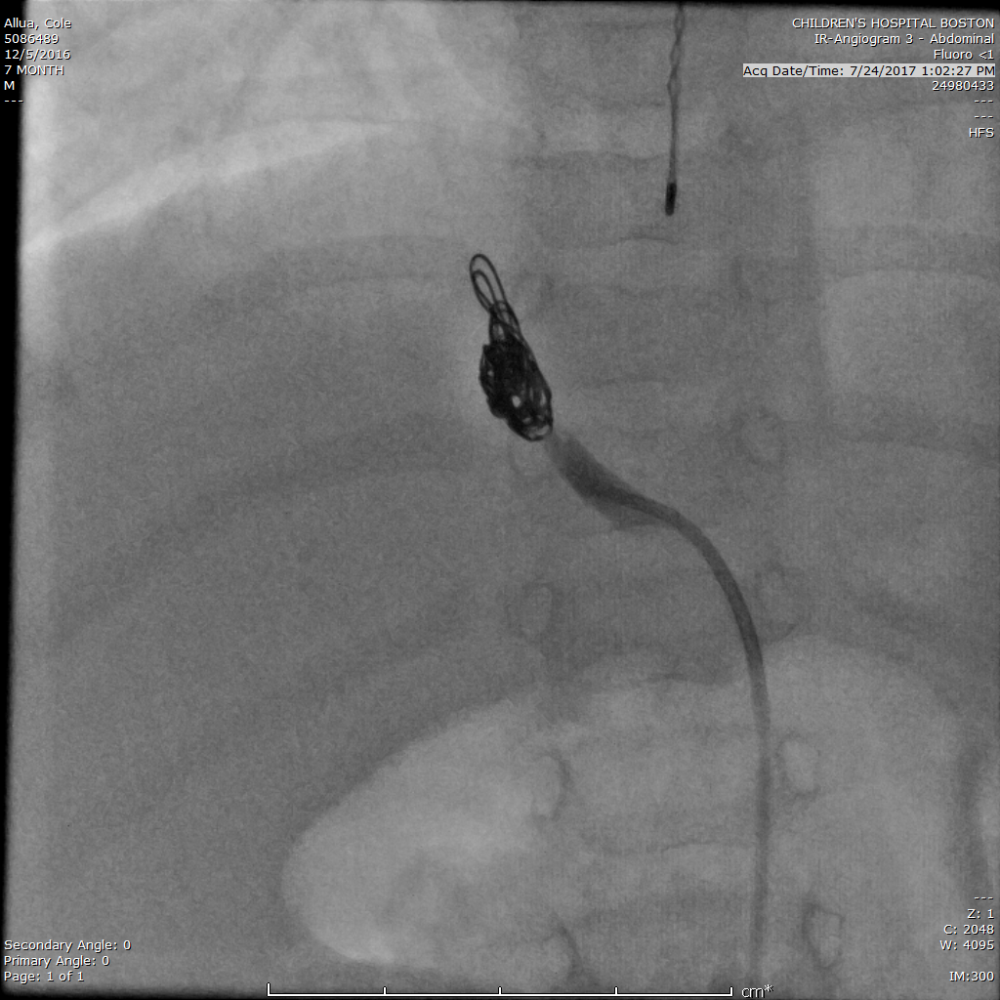 Allua, Cole
5086489
12/5/2016
7 MONTH
M
---
CHILDREN'S HOSPITAL BOSTON
IR-Angiogram 3 - Abdominal
Fluoro <1
Acq Date/Time: 7/24/2017 1:02:27 PM
24980433
---
---
HFS
Secondary Angle: 0
Primary Angle: 0
Page: 1 of 1
cm*
---
Z: 1
C: 2048
W: 4095
IM:300